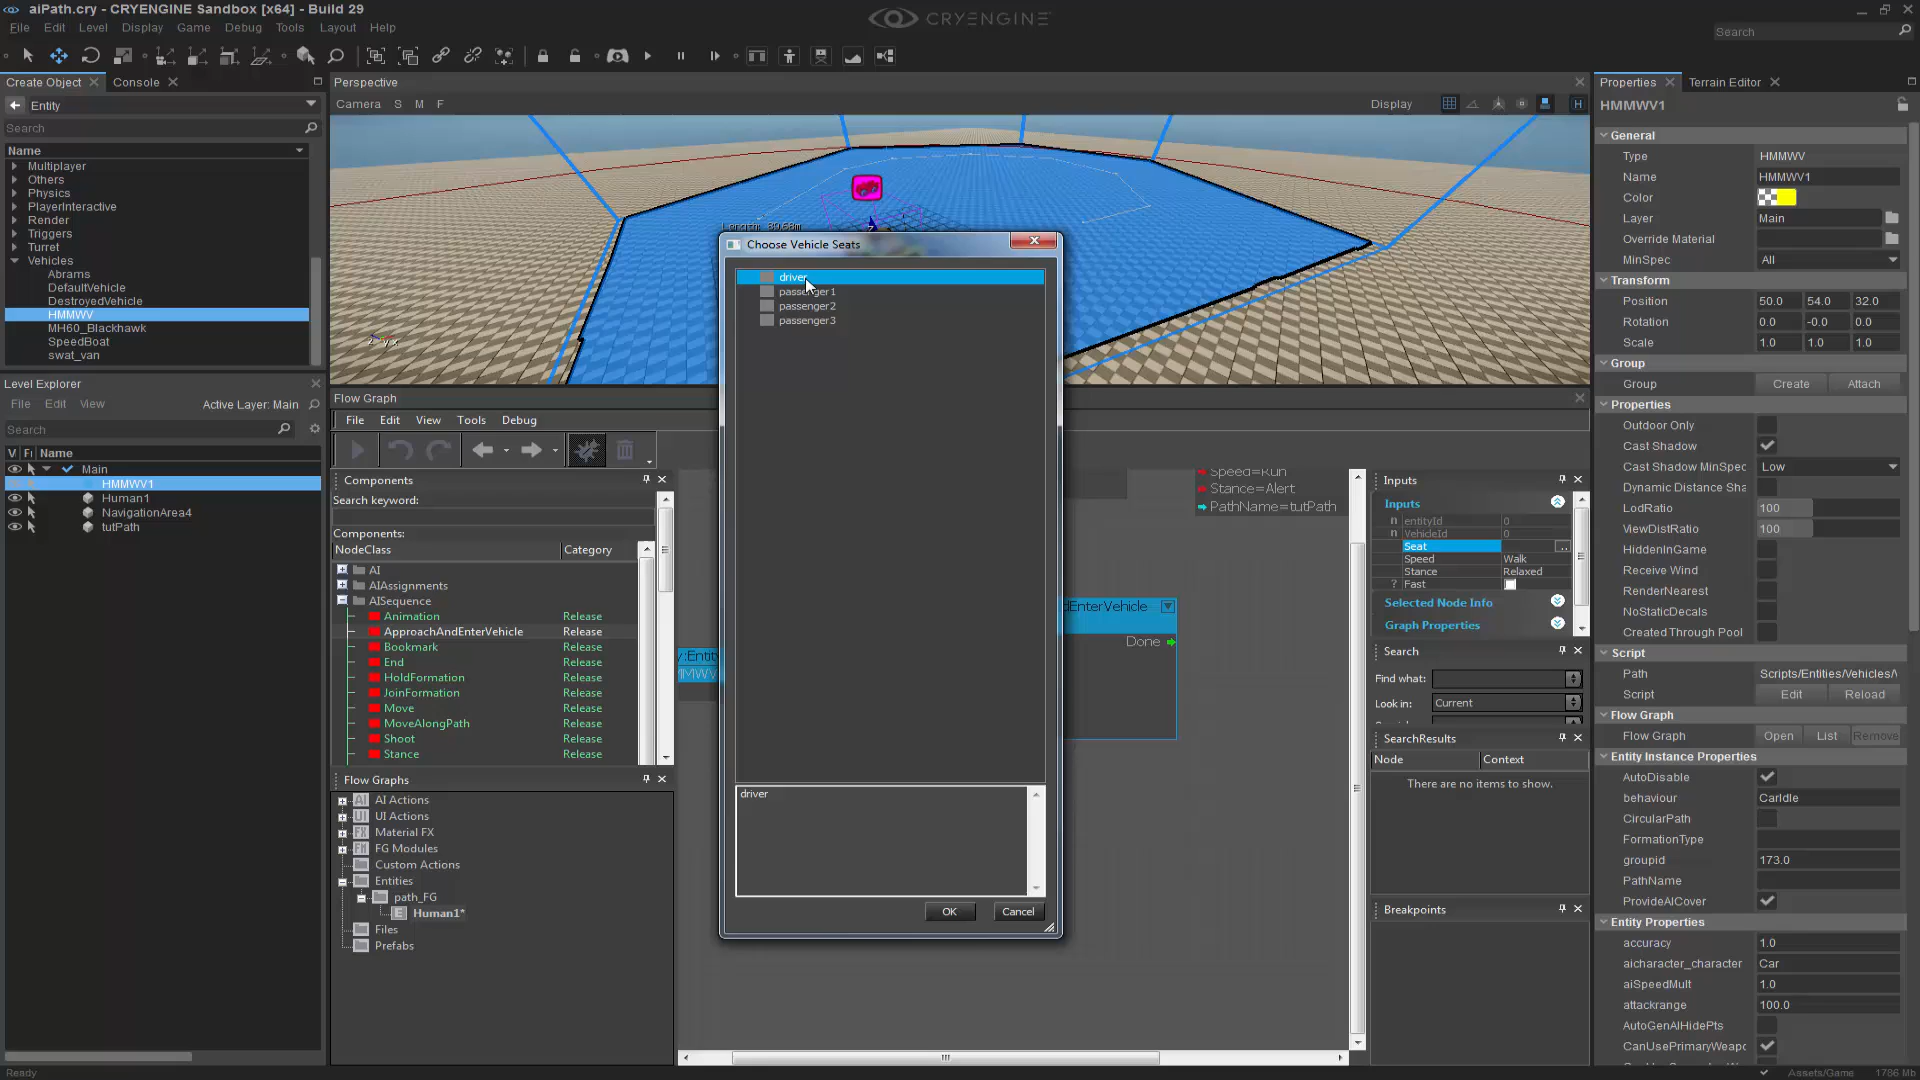 aiPath.cry - CRYENGINE Sandbox [x64] - Build 29
CRYENGINE
File Edit Level Display Game Debug Tools Layout Help
Search
Create Object Console
Entity
Search
Name
Multiplayer
Others
Physics
PlayerInteractive
Render
Triggers
Turret
Vehicles
Abrams
DefaultVehicle
DestroyedVehicle
HMMWV
MH60_Blackhawk
SpeedBoat
swat_van
Level Explorer
File Edit View Active Layer: Main
Search
V Name
Main
HMMWV1
Human1
NavigationArea4
tutPath
Perspective
Camera S M F Display H
Choose Vehicle Seats
driver
passenger1
passenger2
passenger3
driver
OK Cancel
Flow Graph
File Edit View Tools Debug
Components
Search keyword:
Components:
NodeClass Category
AI
AIAssignments
AISequence
Animation Release
ApproachAndEnterVehicle Release
Bookmark Release
End Release
HoldFormation Release
JoinFormation Release
Move Release
MoveAlongPath Release
Shoot Release
Stance Release
Flow Graphs
AI Actions
UI Actions
Material FX
FG Modules
Custom Actions
Entities
path_FG
Human1*
Files
Prefabs
Speed=Run
Stance=Alert
PathName=tutPath
dEnterVehicle
Done
y:Entit
MMWV
Inputs
Inputs
entityId 0
VehicleId 0
Seat
Speed Walk
Stance Relaxed
? Fast
Selected Node Info
Graph Properties
Search
Find what:
Look in: Current
SearchResults
Node Context
There are no items to show.
Breakpoints
Properties Terrain Editor
HMMWV1
General
Type HMMWV
Name HMMWV1
Color
Layer Main
Override Material
MinSpec All
Transform
Position 50.0 54.0 32.0
Rotation 0.0 -0.0 0.0
Scale 1.0 1.0 1.0
Group
Group Create Attach
Properties
Outdoor Only
Cast Shadow
Cast Shadow MinSpec Low
Dynamic Distance Sha
LodRatio 100
ViewDistRatio 100
HiddenInGame
Receive Wind
RenderNearest
NoStaticDecals
Created Through Pool
Script
Path Scripts/Entities/Vehicles/\
Script Edit Reload
Flow Graph
Flow Graph Open List Remove
Entity Instance Properties
AutoDisable
behaviour CarIdle
CircularPath
FormationType
groupid 173.0
PathName
ProvideAICover
Entity Properties
accuracy 1.0
aicharacter_character Car
aiSpeedMult 1.0
attackrange 100.0
AutoGenAIHidePts
CanUsePrimaryWeapc
Ready
Assets/Game 1786 Mb